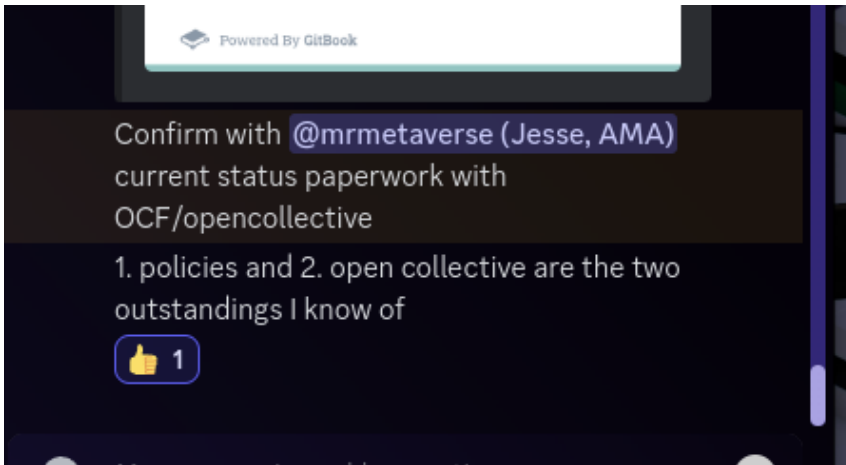 Powered By GitBook
Confirm with @mrmetaverse (Jesse, AMA)
current status paperwork with
OCF/opencollective
1. policies and 2. open collective are the two
outstandings I know of
👍 1